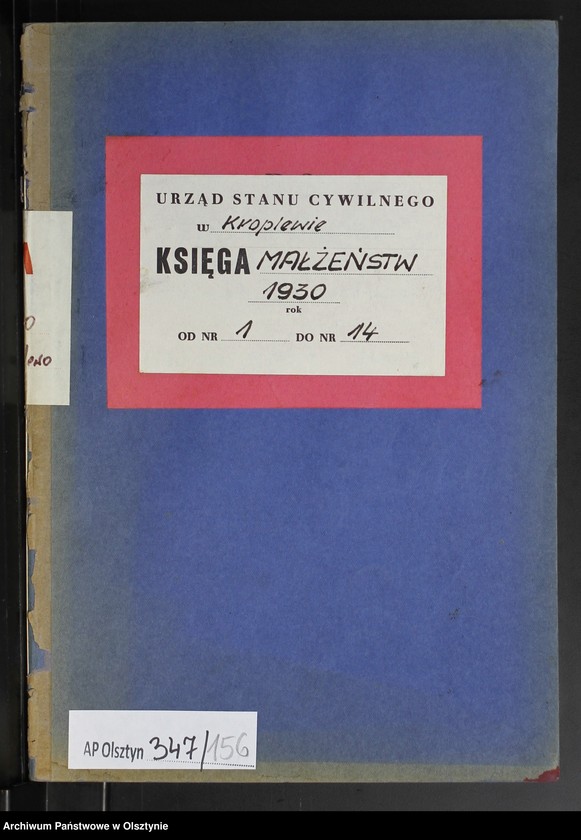 URZĄD STANU CYWILNEGO
w Kroplewie
KSIĘGA MAŁŻEŃSTW
1930
rok
OD NR 1 DO NR 14
AP Olsztyn 347/156
Archiwum Państwowe w Olsztynie